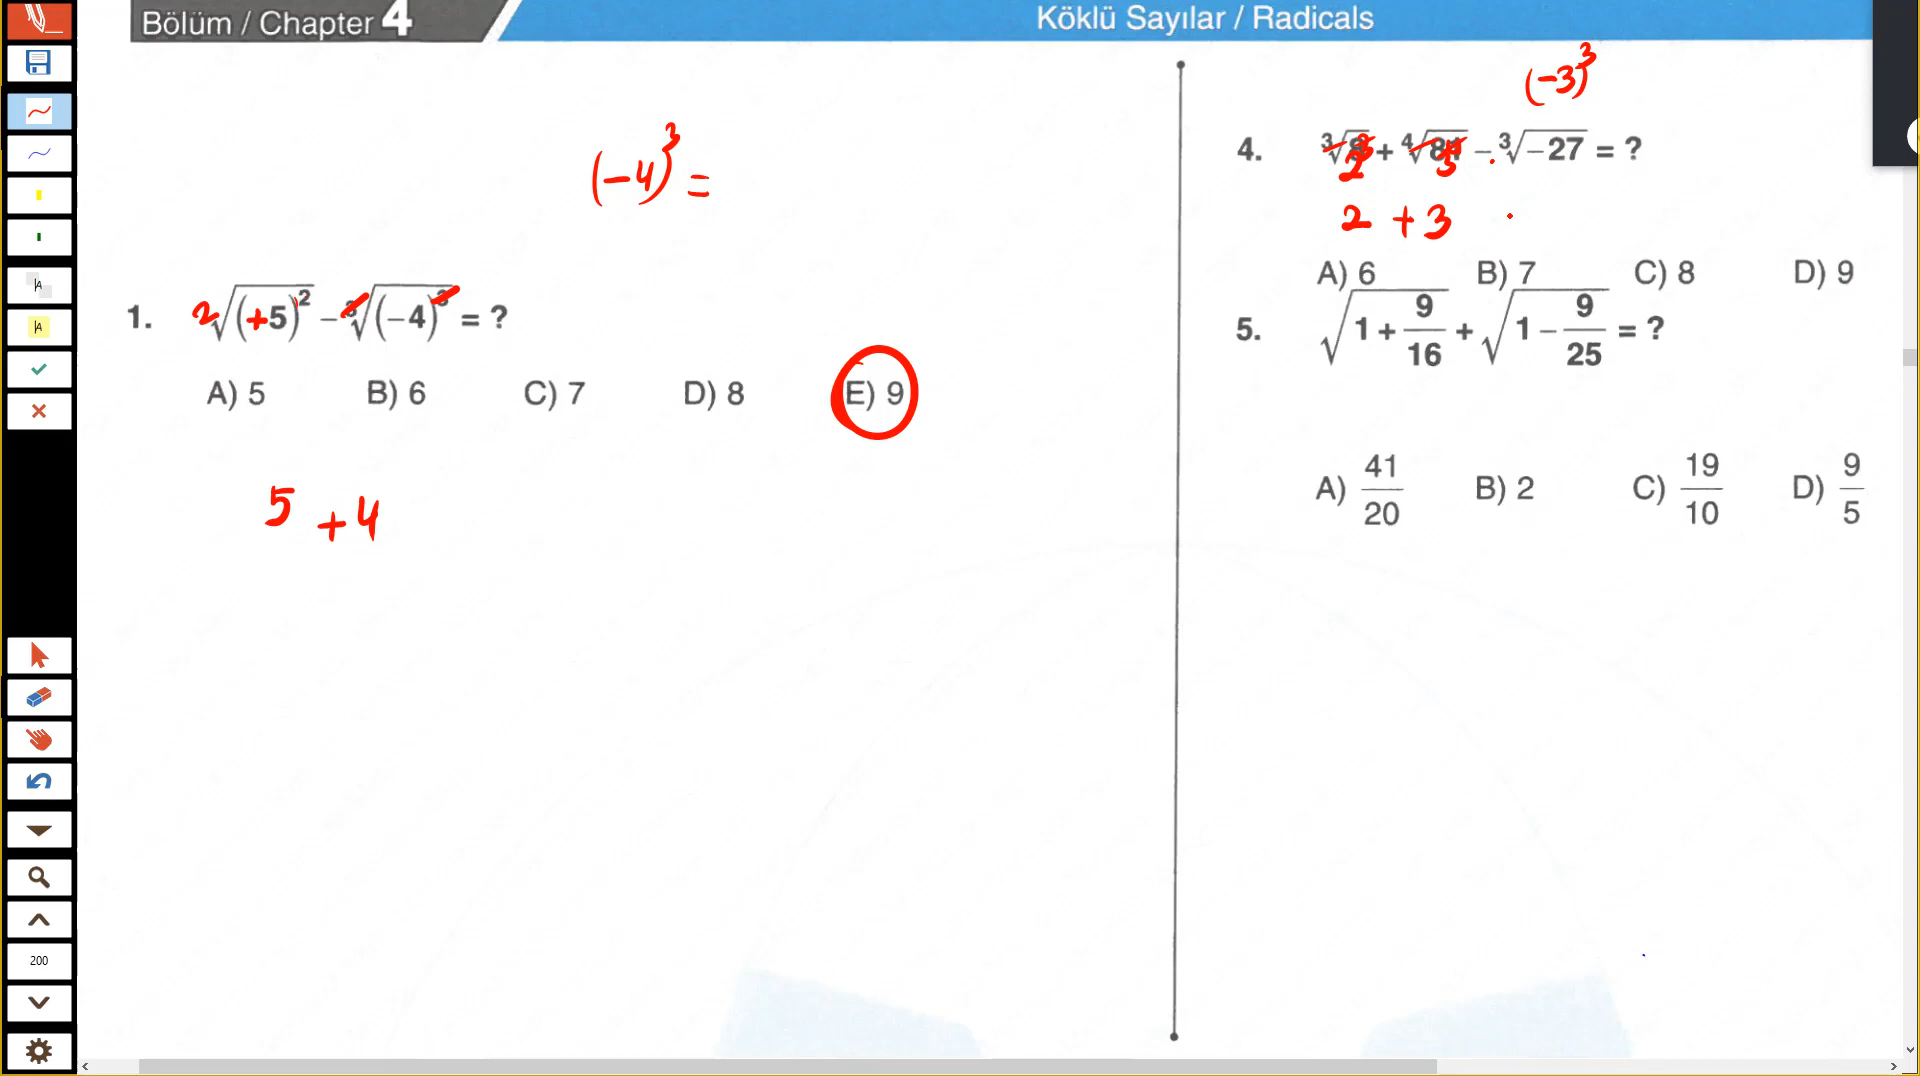 Bölüm / Chapter 4
Köklü Sayılar / Radicals
(-4)³ =
1. 2√(+5)² - ³√(-4)³ = ?
A) 5 B) 6 C) 7 D) 8 E) 9
5 + 4
(-3)³
4. ³√8 + ⁴√81 - ³√-27 = ?
2³ 3⁴
2 + 3
A) 6 B) 7 C) 8 D) 9
5. √1 + 9/16 + √1 - 9/25 = ?
A) 41/20 B) 2 C) 19/10 D) 9/5
200